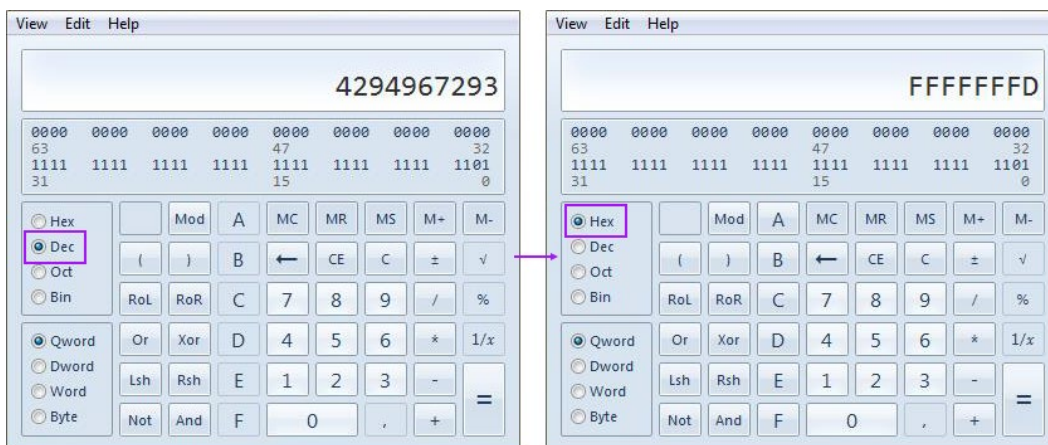 View Edit Help
4294967293
0000 0000 0000 0000 0000 0000 0000 0000
63 47 32
1111 1111 1111 1111 1111 1111 1111 1101
31 15 0
Hex Mod A MC MR MS M+ M-
Dec ( ) B ← CE C ± √
Oct
Bin RoL RoR C 7 8 9 / %
Qword Or Xor D 4 5 6 * 1/x
Dword
Word Lsh Rsh E 1 2 3 - =
Byte Not And F 0 , +
View Edit Help
FFFFFFFD
0000 0000 0000 0000 0000 0000 0000 0000
63 47 32
1111 1111 1111 1111 1111 1111 1111 1101
31 15 0
Hex Mod A MC MR MS M+ M-
Dec ( ) B ← CE C ± √
Oct
Bin RoL RoR C 7 8 9 / %
Qword Or Xor D 4 5 6 * 1/x
Dword
Word Lsh Rsh E 1 2 3 - =
Byte Not And F 0 , +